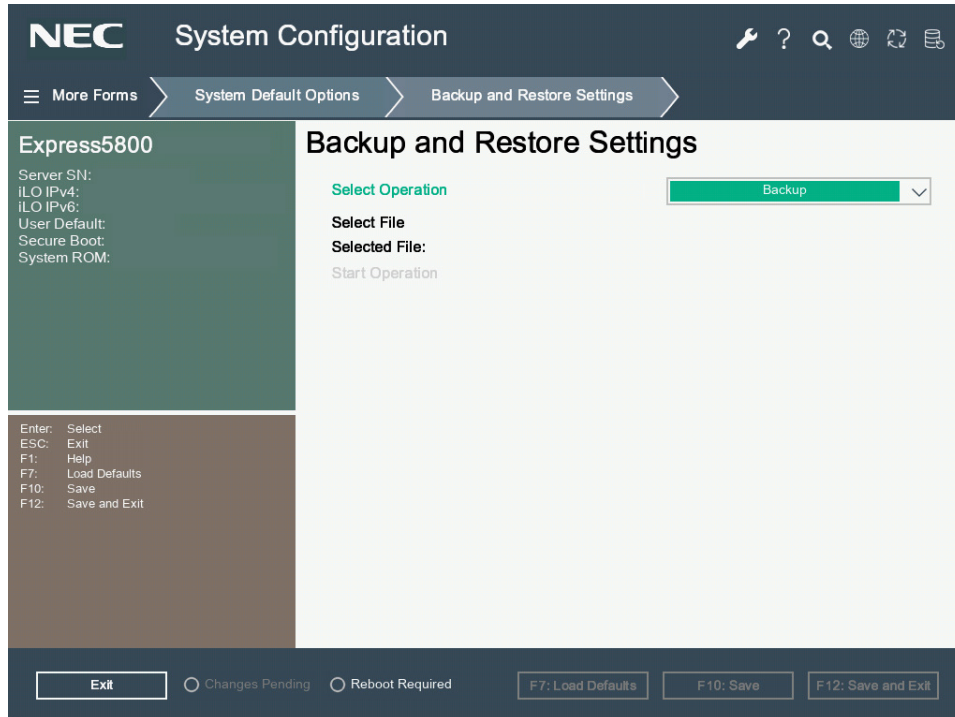 NEC System Configuration
?
More Forms System Default Options Backup and Restore Settings
Express5800
Server SN:
iLO IPv4:
iLO IPv6:
User Default:
Secure Boot:
System ROM:
Backup and Restore Settings
Select Operation Backup
Select File
Selected File:
Start Operation
Enter: Select
ESC: Exit
F1: Help
F7: Load Defaults
F10: Save
F12: Save and Exit
Exit Changes Pending Reboot Required F7: Load Defaults F10: Save F12: Save and Exit